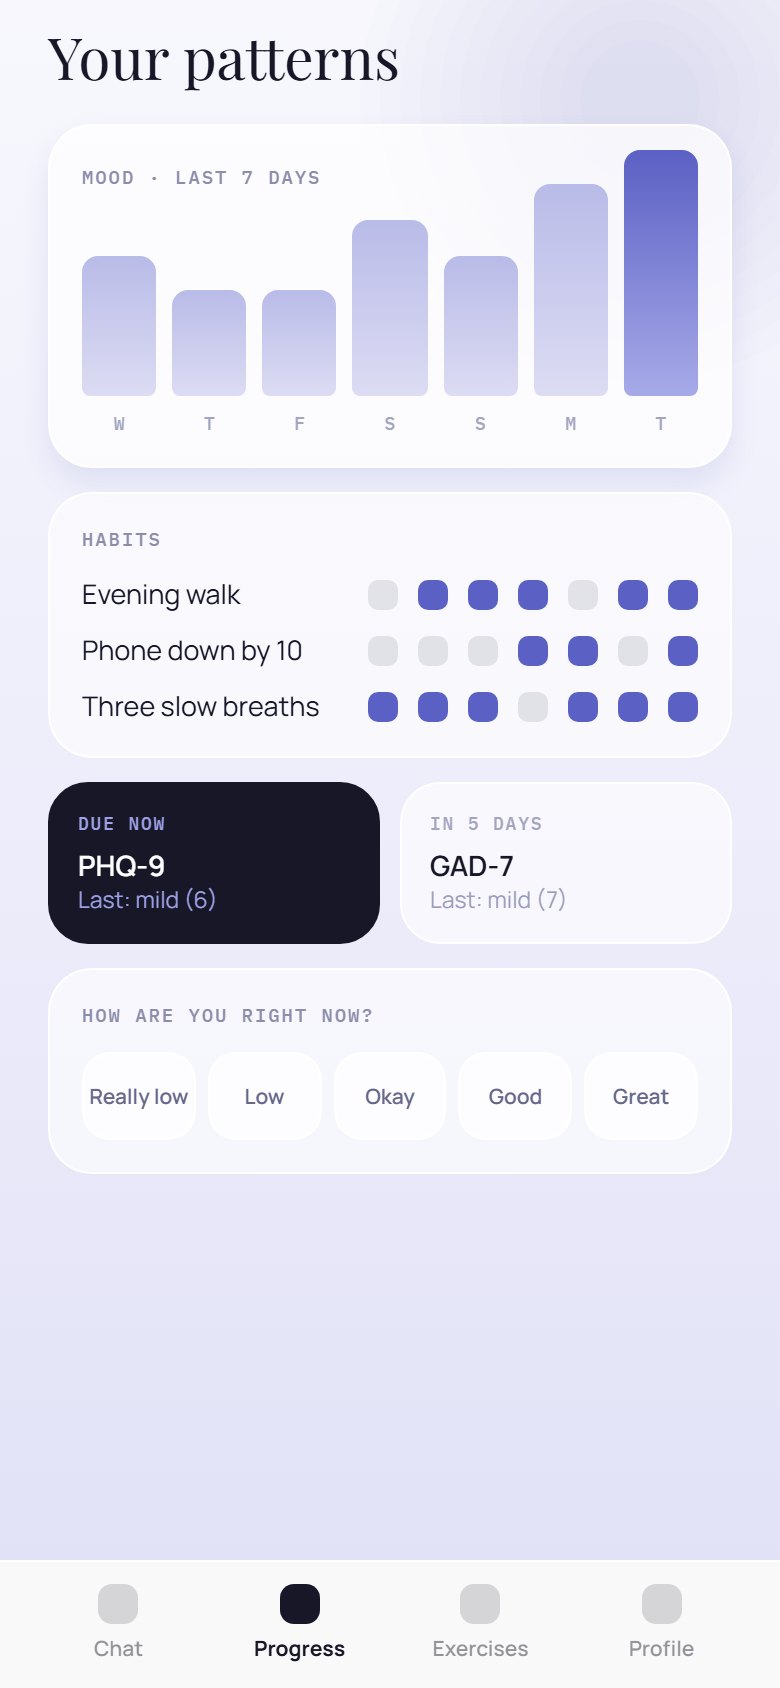 Your patterns
MOOD · LAST 7 DAYS
W T F S S M T
HABITS
Evening walk
Phone down by 10
Three slow breaths
DUE NOW
PHQ-9
Last: mild (6)
IN 5 DAYS
GAD-7
Last: mild (7)
HOW ARE YOU RIGHT NOW?
Really low Low Okay Good Great
Chat Progress Exercises Profile